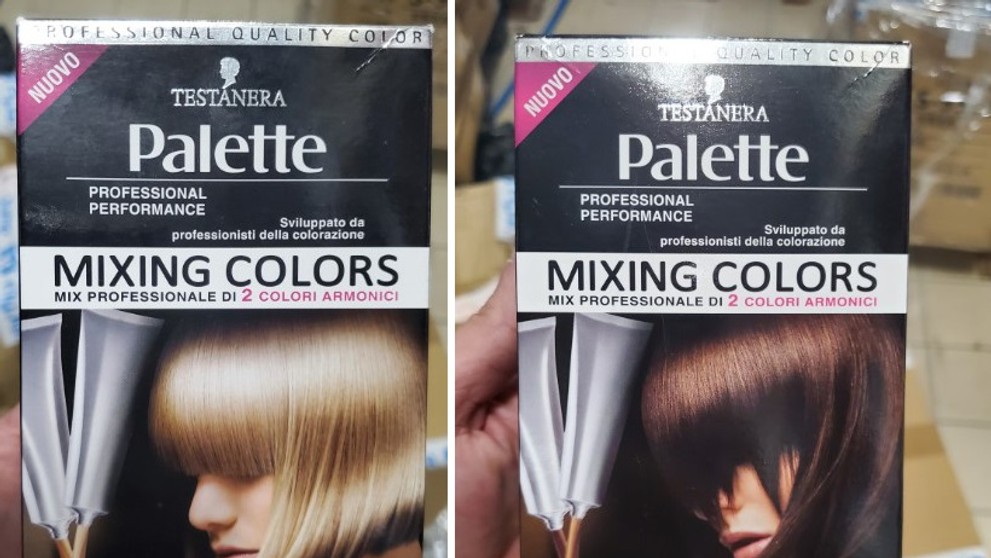 PROFESSIONAL QUALITY COLOR
NUOVO
TESTANERA
Palette
PROFESSIONAL
PERFORMANCE
Sviluppato da
professionisti della colorazione
MIXING COLORS
MIX PROFESSIONALE DI 2 COLORI ARMONICI
PROFESSIONAL QUALITY COLOR
NUOVO
TESTANERA
Palette
PROFESSIONAL
PERFORMANCE
Sviluppato da
professionisti della colorazione
MIXING COLORS
MIX PROFESSIONALE DI 2 COLORI ARMONICI